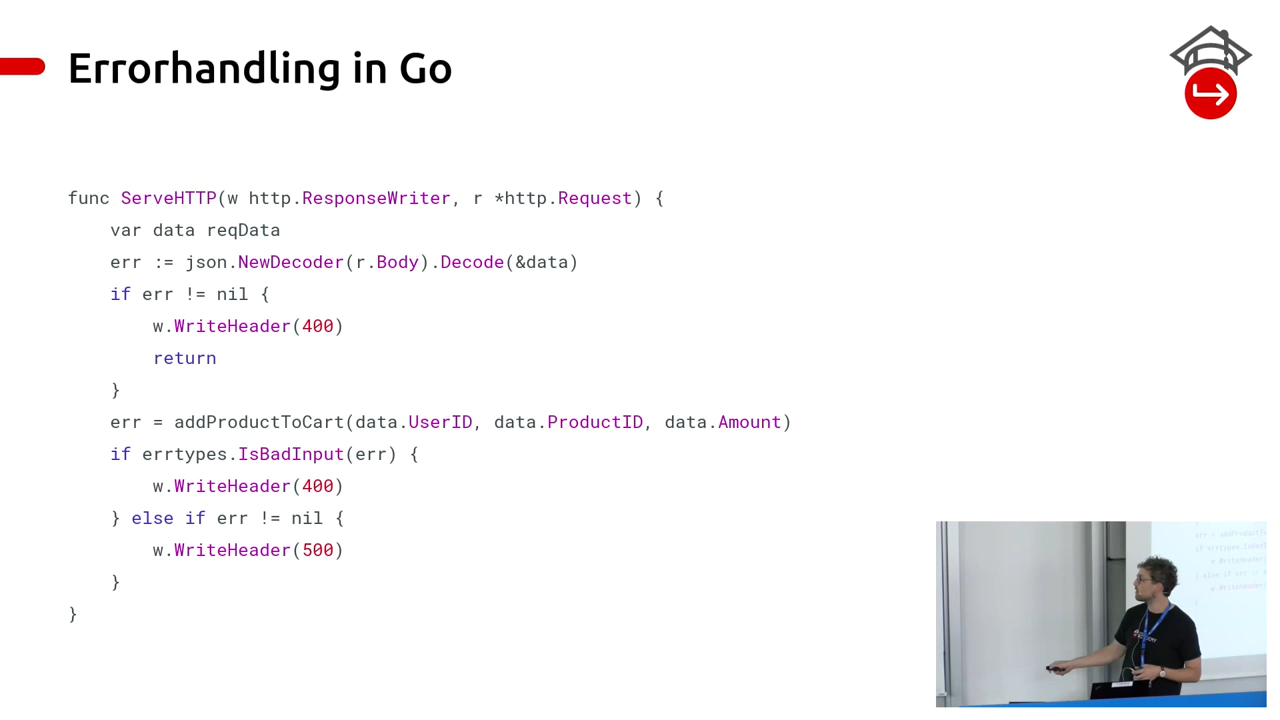 Errorhandling in Go
func ServeHTTP(w http.ResponseWriter, r *http.Request) {
var data reqData
err := json.NewDecoder(r.Body).Decode(&data)
if err != nil {
w.WriteHeader(400)
return
}
err = addProductToCart(data.UserID, data.ProductID, data.Amount)
if errtypes.IsBadInput(err) {
w.WriteHeader(400)
} else if err != nil {
w.WriteHeader(500)
}
}